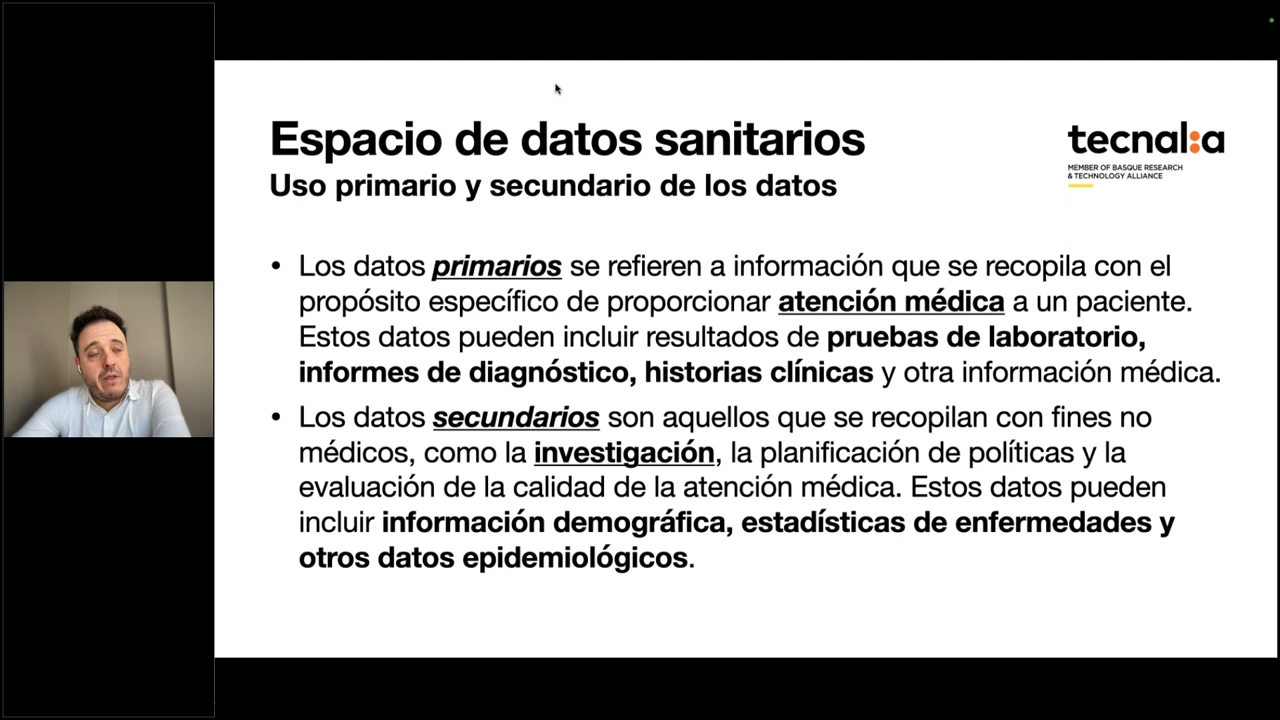 Espacio de datos sanitarios
Uso primario y secundario de los datos
tecnal:a
MEMBER OF BASQUE RESEARCH
& TECHNOLOGY ALLIANCE
• Los datos primarios se refieren a información que se recopila con el
propósito específico de proporcionar atención médica a un paciente.
Estos datos pueden incluir resultados de pruebas de laboratorio,
informes de diagnóstico, historias clínicas y otra información médica.
• Los datos secundarios son aquellos que se recopilan con fines no
médicos, como la investigación, la planificación de políticas y la
evaluación de la calidad de la atención médica. Estos datos pueden
incluir información demográfica, estadísticas de enfermedades y
otros datos epidemiológicos.